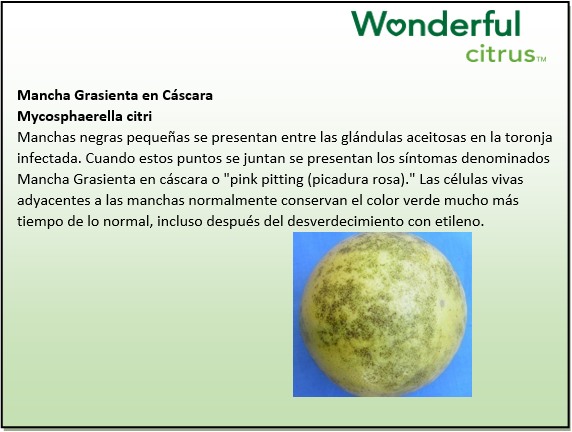 Wonderful
citrus™
Mancha Grasienta en Cáscara
Mycosphaerella citri
Manchas negras pequeñas se presentan entre las glándulas aceitosas en la toronja
infectada. Cuando estos puntos se juntan se presentan los síntomas denominados
Mancha Grasienta en cáscara o "pink pitting (picadura rosa)." Las células vivas
adyacentes a las manchas normalmente conservan el color verde mucho más
tiempo de lo normal, incluso después del desverdecimiento con etileno.